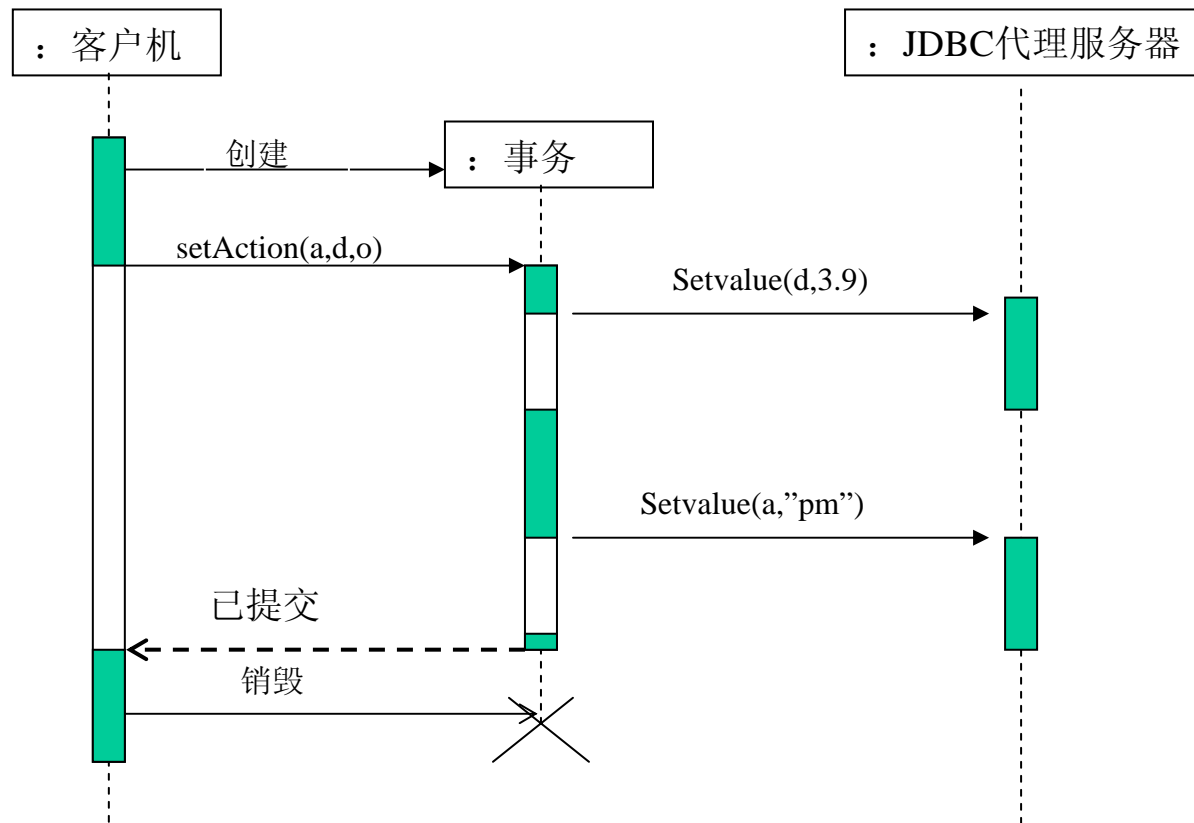 ：客户机
：JDBC代理服务器
创建
：事务
setAction(a,d,o)
Setvalue(d,3.9)
Setvalue(a,”pm”)
已提交
销毁